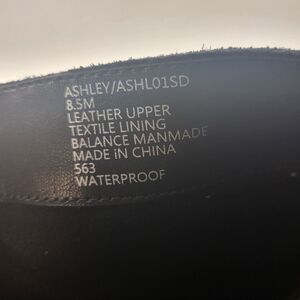 ASHLEY/ASHL01SD
8.5M
LEATHER UPPER
TEXTILE LINING
BALANCE MANMADE
MADE iN CHINA
563
WATERPROOF